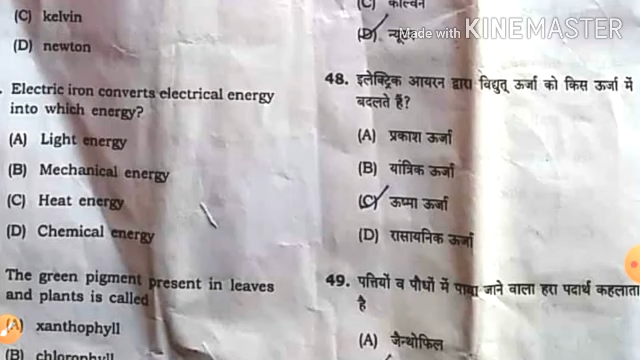 (C) kelvin
(D) newton
Electric iron converts electrical energy
into which energy?
(A) Light energy
(B) Mechanical energy
(C) Heat energy
(D) Chemical energy
The green pigment present in leaves
and plants is called
(A) xanthophyll
(B) chlorophyll
(C) केल्विन
(D)
Made with KINEMASTER
48. इलेक्ट्रिक आयरन द्वारा विद्युत् ऊर्जा को किस ऊर्जा में
बदलते हैं?
(A) प्रकाश ऊर्जा
(B) यांत्रिक ऊर्जा
(C) ऊष्मा ऊर्जा
(D) रासायनिक ऊर्जा
49. पत्तियों व पौधों में पाया जाने वाला हरा पदार्थ कहलाता
है
(A) जैन्थोफिल